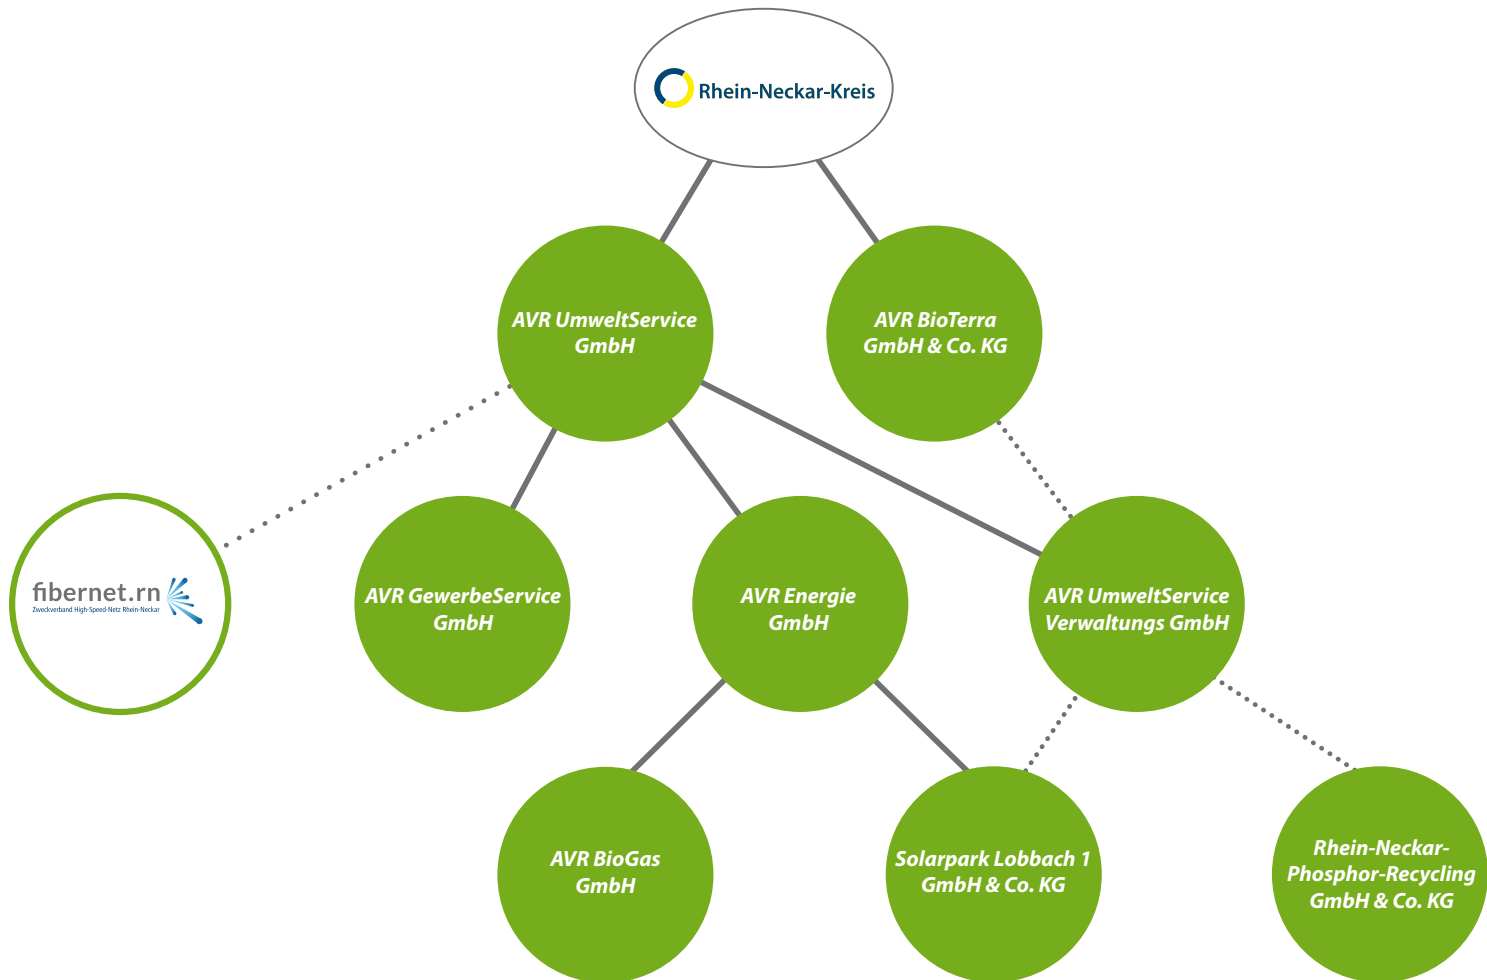 Rhein-Neckar-Kreis
AVR UmweltService
GmbH
AVR BioTerra
GmbH & Co. KG
fibernet.rn
Zweckverband High-Speed-Netz Rhein-Neckar
AVR GewerbeService
GmbH
AVR Energie
GmbH
AVR UmweltService
Verwaltungs GmbH
AVR BioGas
GmbH
Solarpark Lobbach 1
GmbH & Co. KG
Rhein-Neckar-
Phosphor-Recycling
GmbH & Co. KG